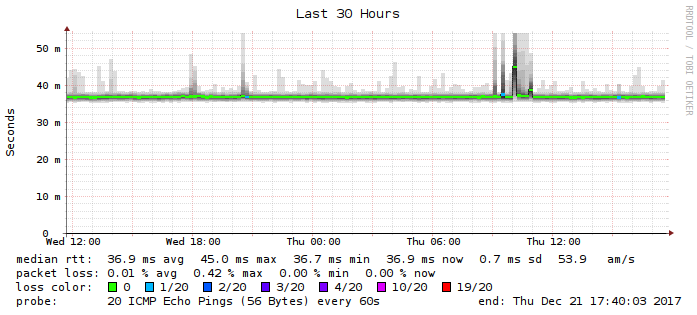 Last 30 Hours
RRDTOOL / TOBI OETIKER
Seconds
50 m
40 m
30 m
20 m
10 m
0
Wed 12:00 Wed 18:00 Thu 00:00 Thu 06:00 Thu 12:00
median rtt: 36.9 ms avg 45.0 ms max 36.7 ms min 36.9 ms now 0.7 ms sd 53.9 am/s
packet loss: 0.01 % avg 0.42 % max 0.00 % min 0.00 % now
loss color: 0 1/20 2/20 3/20 4/20 10/20 19/20
probe: 20 ICMP Echo Pings (56 Bytes) every 60s end: Thu Dec 21 17:40:03 2017